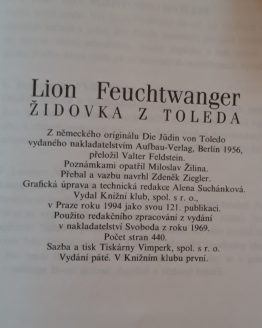 Lion Feuchtwanger
ŽIDOVKA Z TOLEDA
Z německého originálu Die Jüdin von Toledo
vydaného nakladatelstvím Aufbau-Verlag, Berlín 1956,
přeložil Valter Feldstein.
Poznámkami opatřil Miloslav Žilina.
Přebal a vazbu navrhl Zdeněk Ziegler.
Grafická úprava a technická redakce Alena Suchánková.
Vydal Knižní klub, spol. s r. o.,
v Praze roku 1994 jako svou 121. publikaci.
Použito redakčního zpracování z vydání
v nakladatelství Svoboda z roku 1969.
Počet stran 440.
Sazba a tisk Tiskárny Vimperk, spol. s r. o.
Vydání páté. V Knižním klubu první.